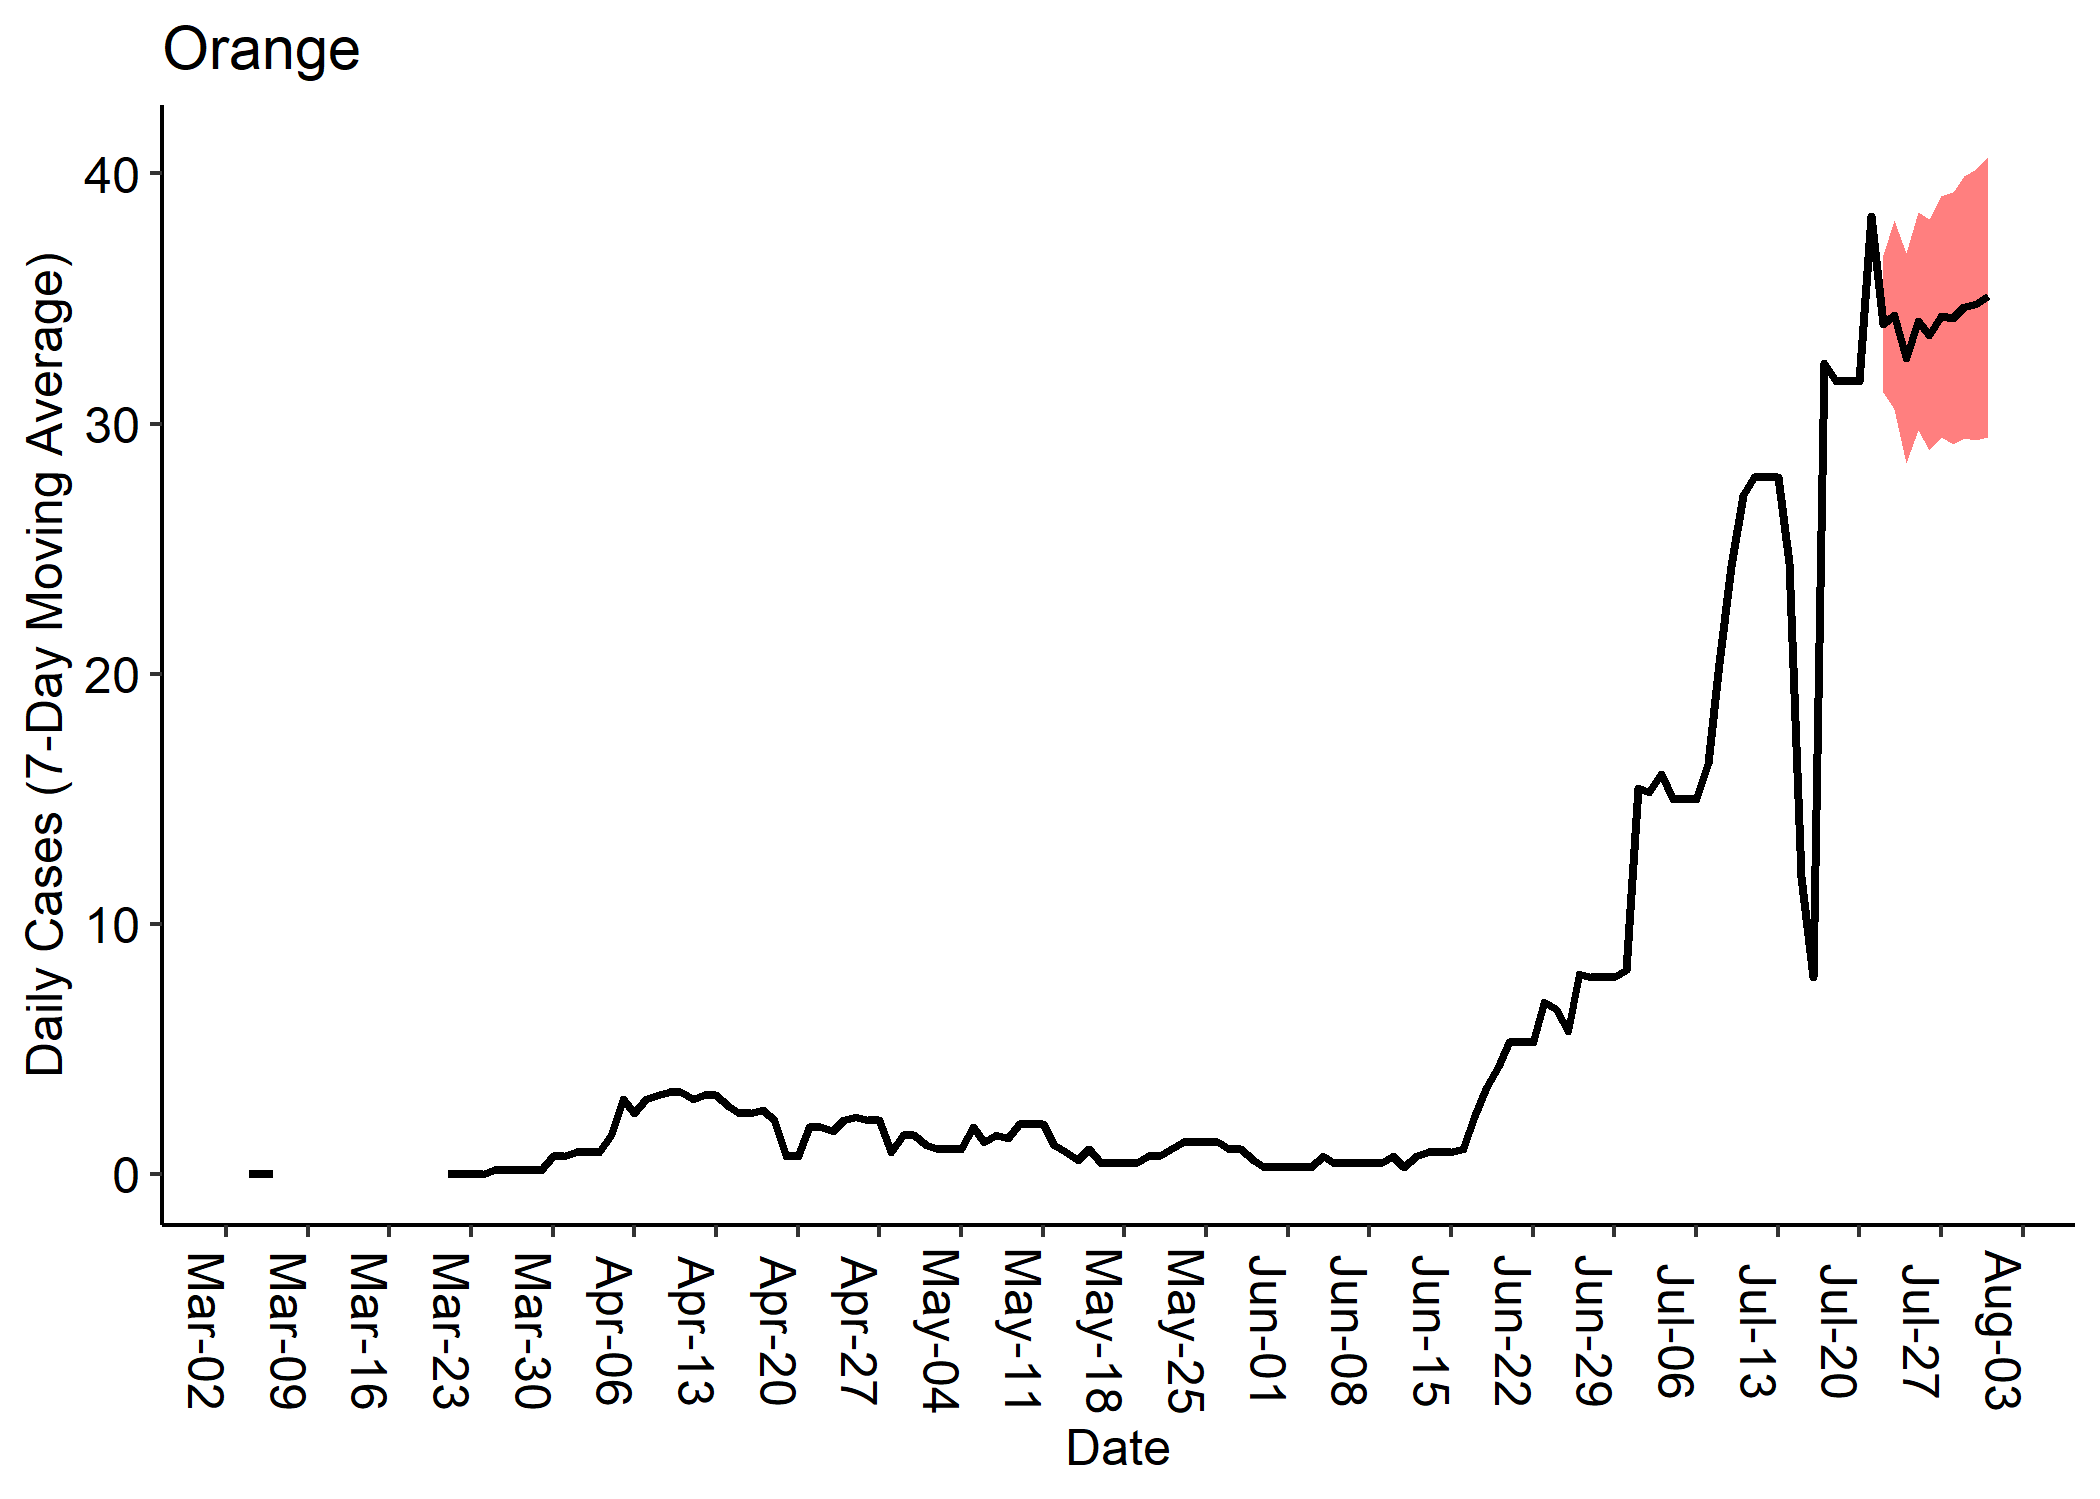 Orange
Daily Cases (7-Day Moving Average)
40
30
20
10
0
Mar-02
Mar-09
Mar-16
Mar-23
Mar-30
Apr-06
Apr-13
Apr-20
Apr-27
May-04
May-11
May-18
May-25
Jun-01
Jun-08
Jun-15
Jun-22
Jun-29
Jul-06
Jul-13
Jul-20
Jul-27
Aug-03
Date